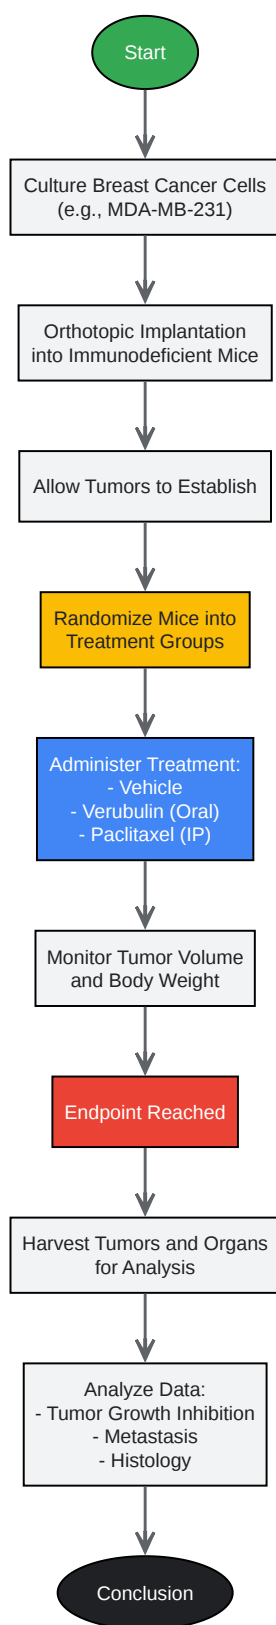 Start
Culture Breast Cancer Cells
(e.g., MDA-MB-231)
Orthotopic Implantation
into Immunodeficient Mice
Allow Tumors to Establish
Randomize Mice into
Treatment Groups
Administer Treatment:
- Vehicle
- Verubulin (Oral)
- Paclitaxel (IP)
Monitor Tumor Volume
and Body Weight
Endpoint Reached
Harvest Tumors and Organs
for Analysis
Analyze Data:
- Tumor Growth Inhibition
- Metastasis
- Histology
Conclusion